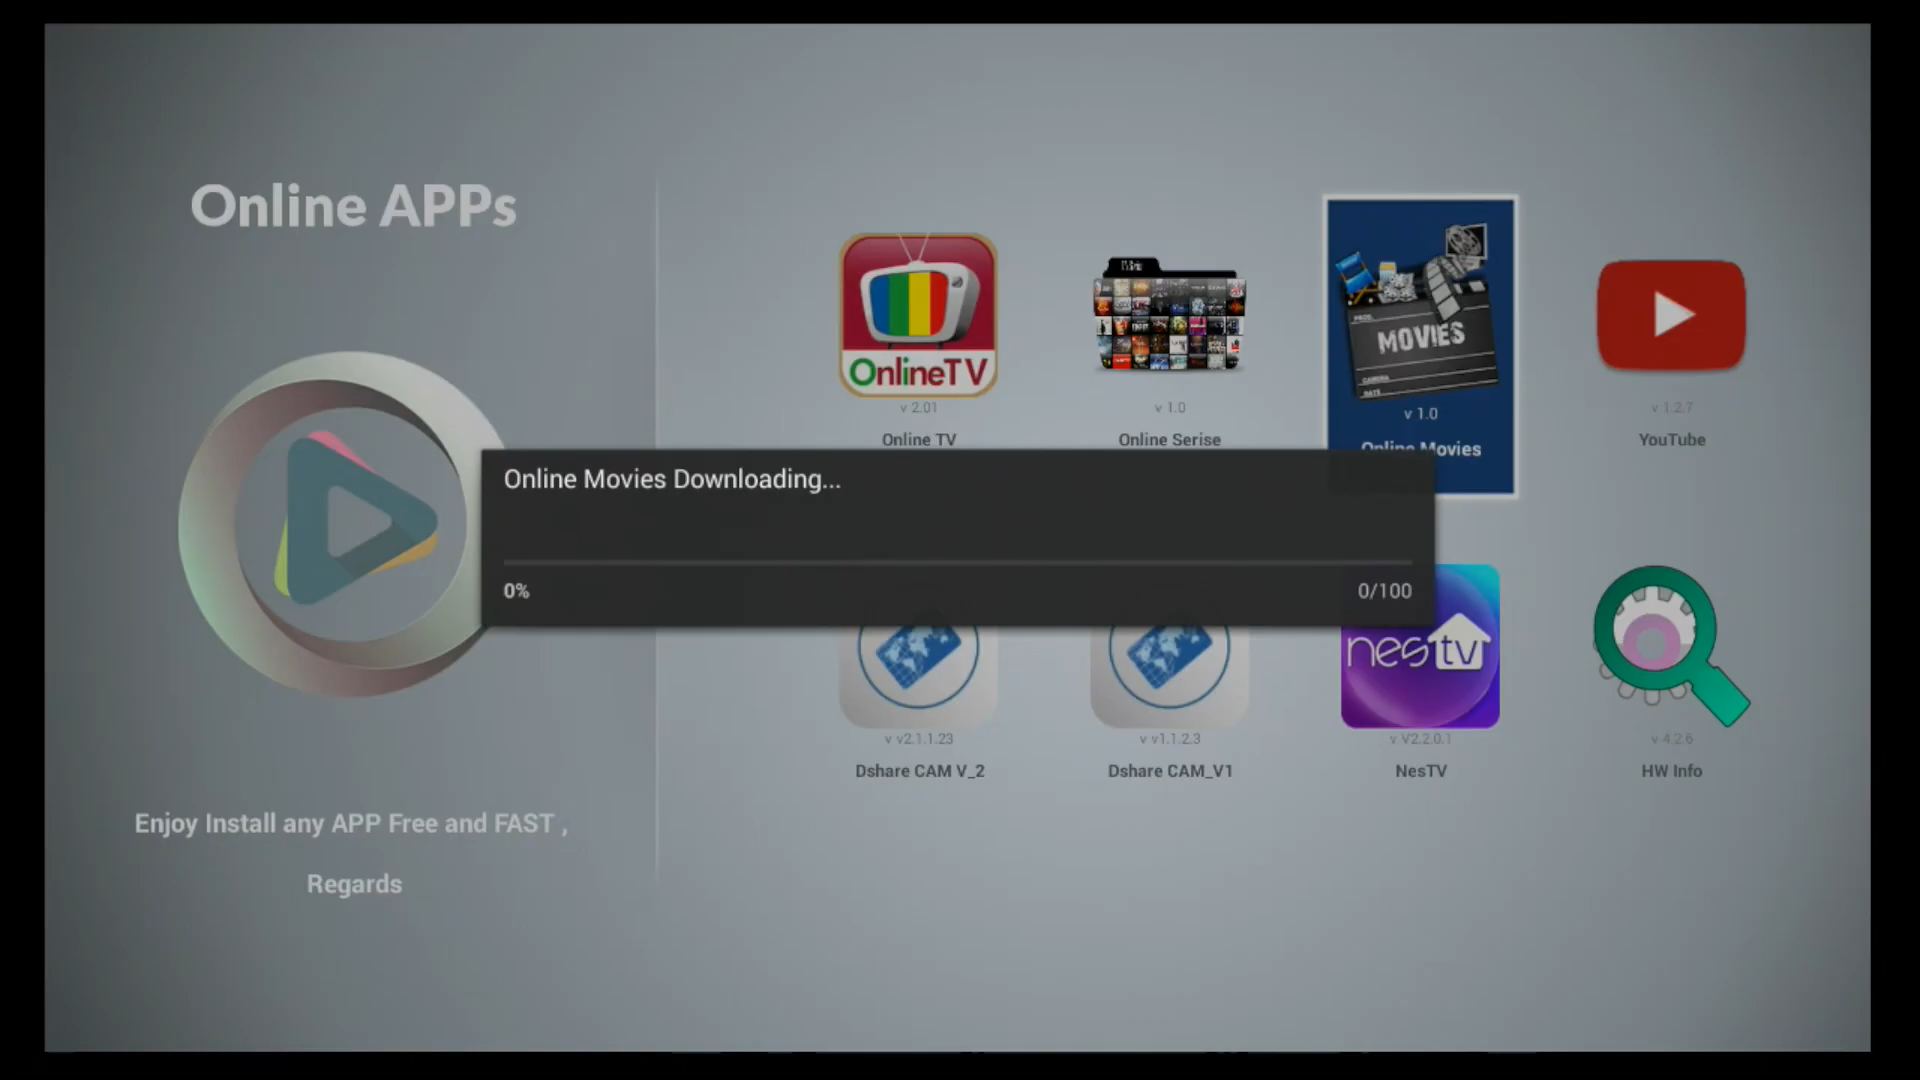 Online APPs
OnlineTV
v 2.01
Online TV
v 1.0
Online Serise
PROD.
MOVIES
CAMERA
DATE
v 1.0
Online Movies
v 1.2.7
YouTube
Online Movies Downloading...
0%
0/100
v v2.1.1.23
Dshare CAM V_2
v v1.1.2.3
Dshare CAM_V1
nestv
v V2.2.0.1
NesTV
v 4.2.6
HW Info
Enjoy Install any APP Free and FAST ,
Regards